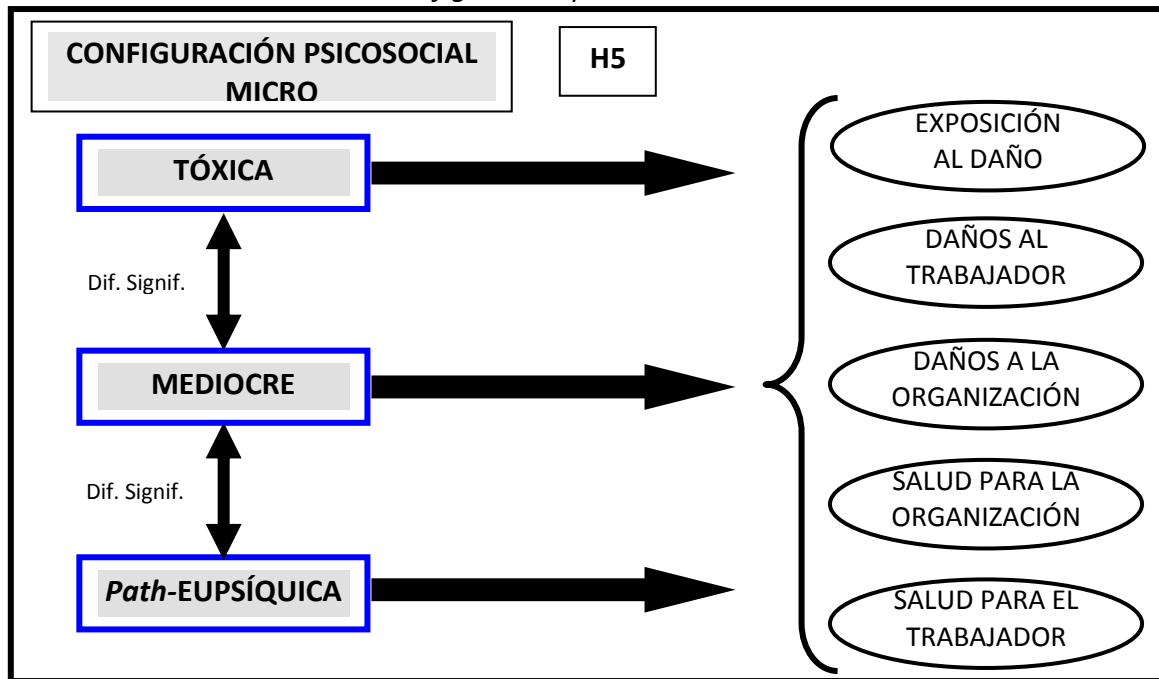 CONFIGURACIÓN PSICOSOCIAL
MICRO
H5
TÓXICA
Dif. Signif.
MEDIOCRE
Dif. Signif.
Path-EUPSÍQUICA
EXPOSICIÓN
AL DAÑO
DAÑOS AL
TRABAJADOR
DAÑOS A LA
ORGANIZACIÓN
SALUD PARA LA
ORGANIZACIÓN
SALUD PARA EL
TRABAJADOR